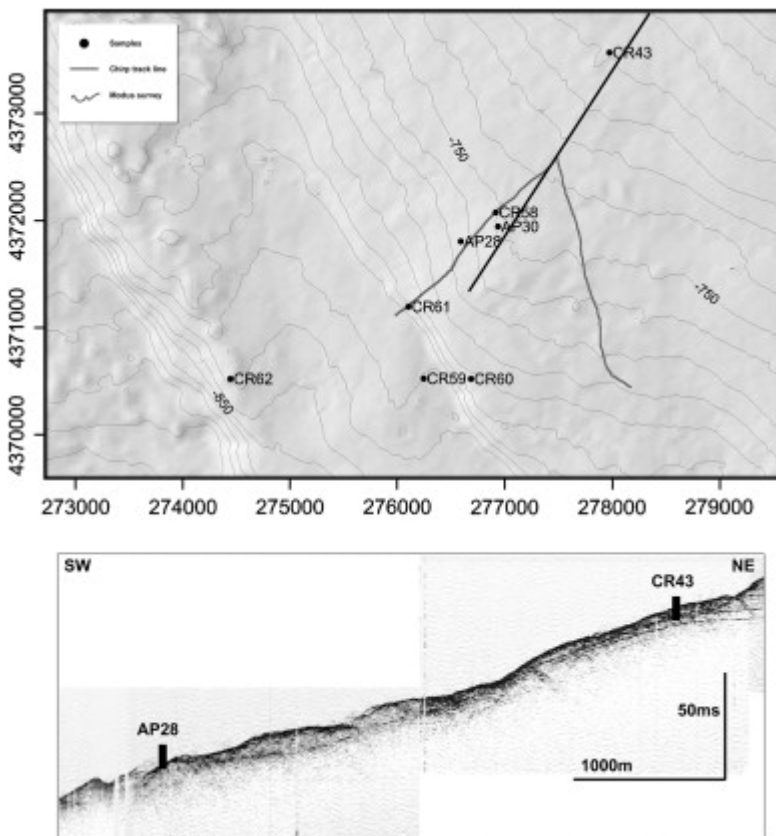 Samples
Chirp track line
Modus survey
CR43
-750
CR58
AP30
AP28
CR61
-750
CR62
CR59
CR60
-850
4373000
4372000
4371000
4370000
273000 274000 275000 276000 277000 278000 279000
SW NE
CR43
AP28
50ms
1000m